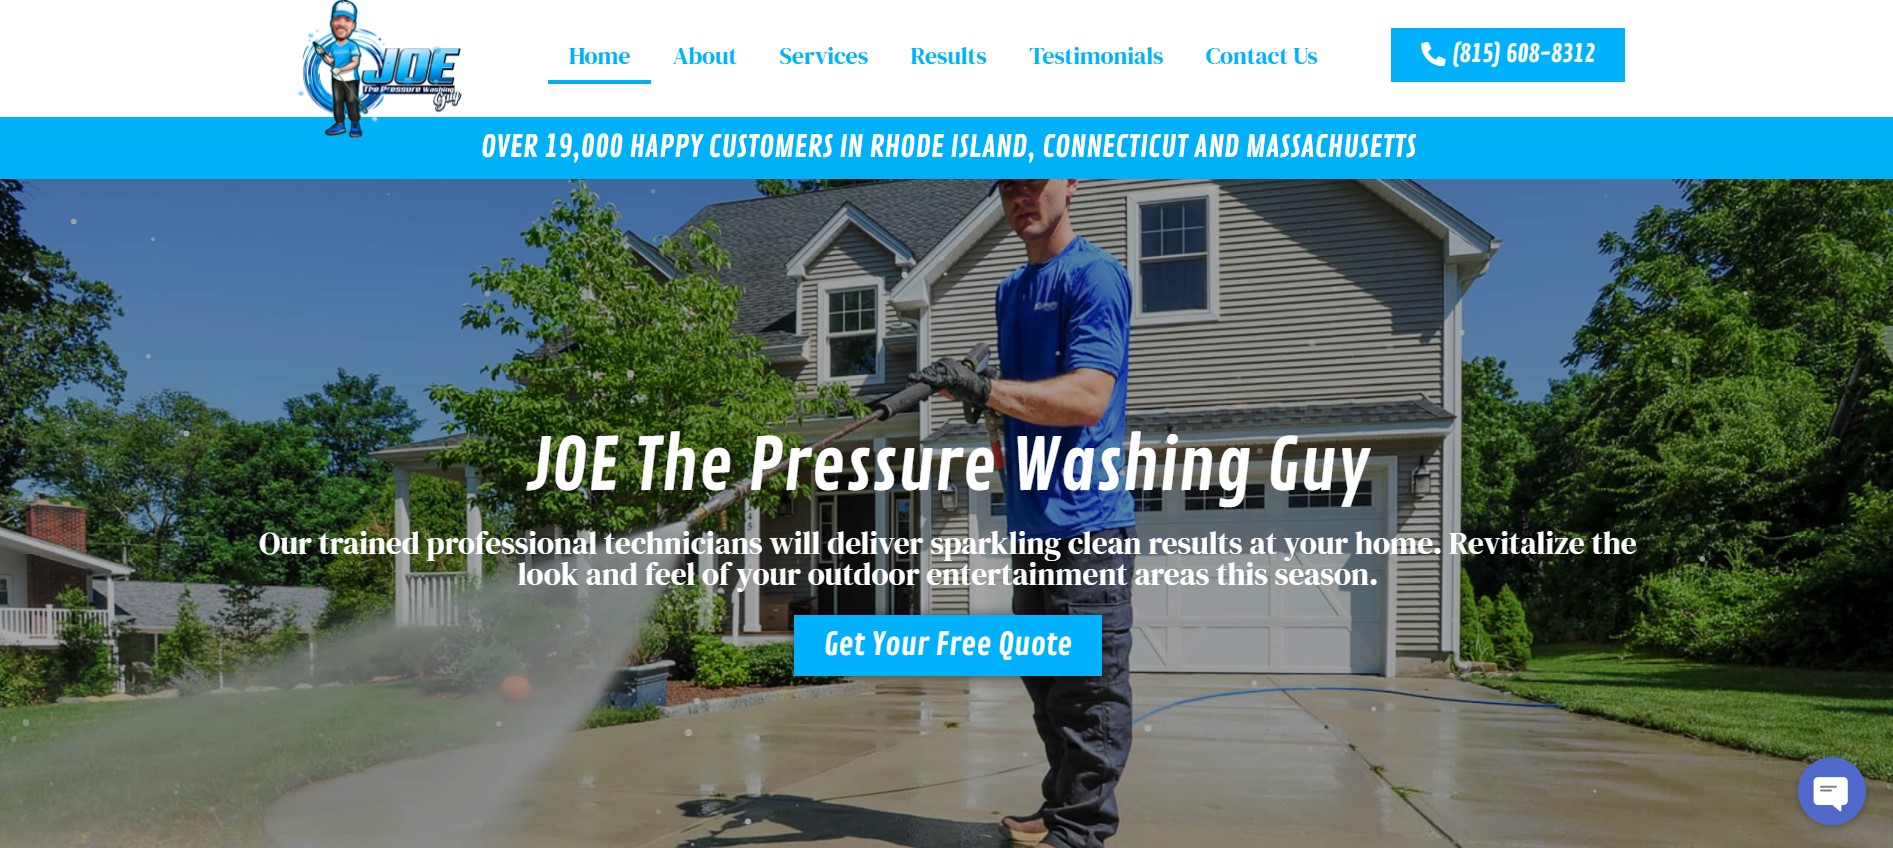 JOE
The Pressure Washing
Guy
Home
About
Services
Results
Testimonials
Contact Us
(815) 608-8312
OVER 19,000 HAPPY CUSTOMERS IN RHODE ISLAND, CONNECTICUT AND MASSACHUSETTS
JOE The Pressure Washing Guy
Our trained professional technicians will deliver sparkling clean results at your home. Revitalize the
look and feel of your outdoor entertainment areas this season.
Get Your Free Quote